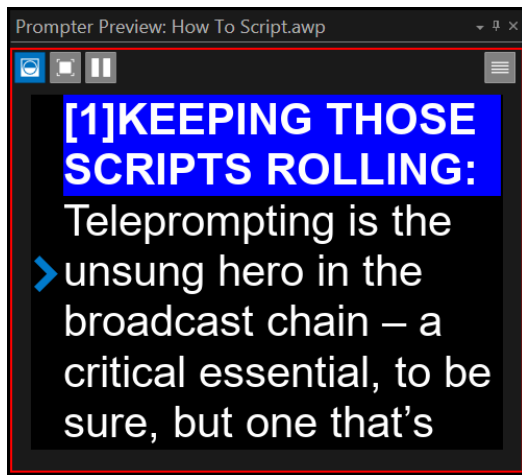 Prompter Preview: How To Script.awp
[1]KEEPING THOSE
SCRIPTS ROLLING:
Teleprompting is the
unsung hero in the
broadcast chain – a
critical essential, to be
sure, but one that’s